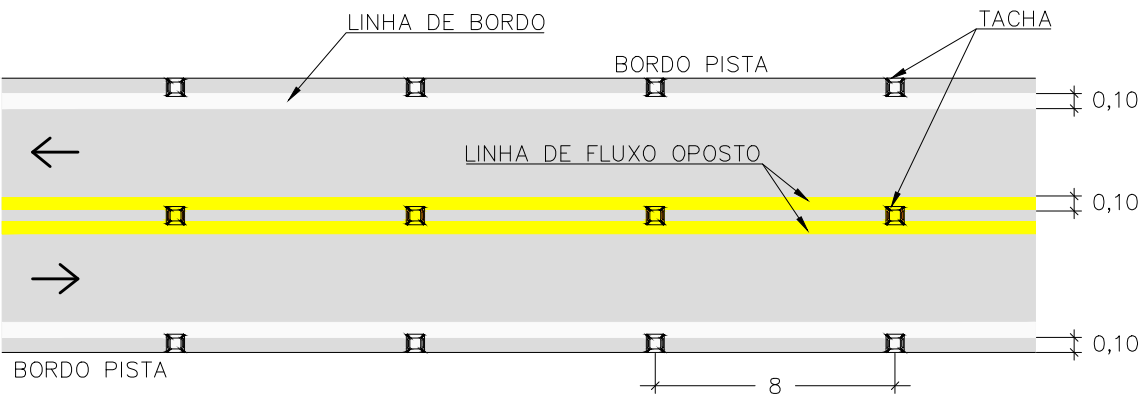 LINHA DE BORDO
TACHA
BORDO PISTA
0,10
LINHA DE FLUXO OPOSTO
0,10
0,10
BORDO PISTA
8